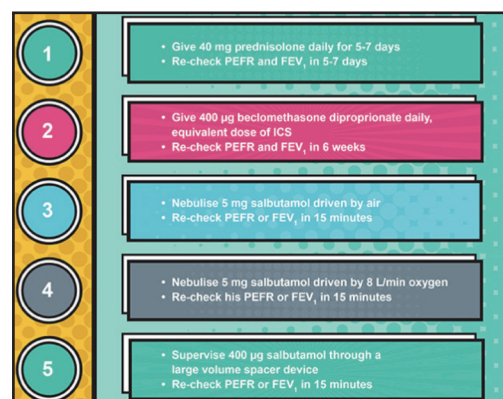 1
• Give 40 mg prednisolone daily for 5-7 days
• Re-check PEFR and FEV₁ in 5-7 days
2
• Give 400 µg beclomethasone diproprionate daily,
equivalent dose of ICS
• Re-check PEFR and FEV₁ in 6 weeks
3
• Nebulise 5 mg salbutamol driven by air
• Re-check PEFR or FEV₁ in 15 minutes
4
• Nebulise 5 mg salbutamol driven by 8 L/min oxygen
• Re-check his PEFR or FEV₁ in 15 minutes
5
• Supervise 400 µg salbutamol through a
large volume spacer device
• Re-check PEFR or FEV₁ in 15 minutes